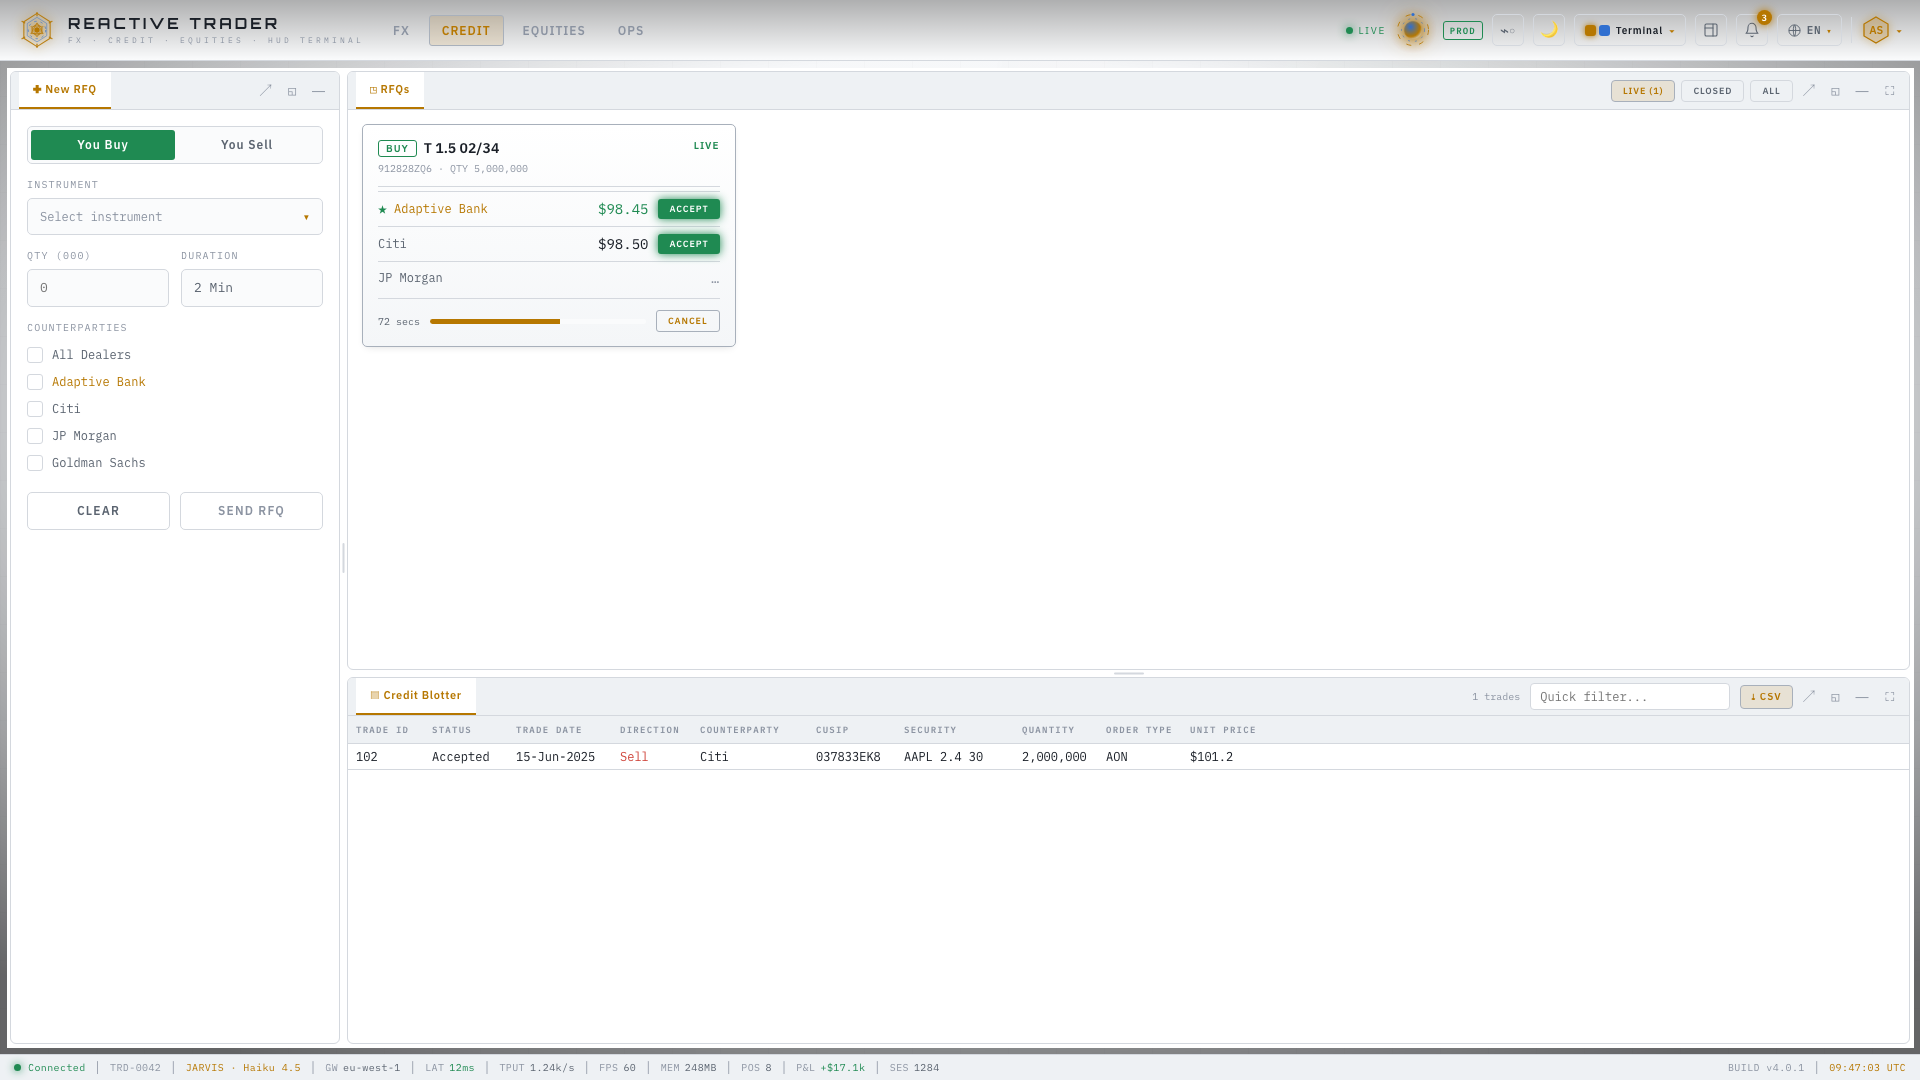 REACTIVE TRADER
FX · CREDIT · EQUITIES · HUD TERMINAL
FX CREDIT EQUITIES OPS
LIVE PROD Terminal 3 EN AS
New RFQ
You Buy You Sell
INSTRUMENT
Select instrument
QTY (000) DURATION
0 2 Min
COUNTERPARTIES
All Dealers
Adaptive Bank
Citi
JP Morgan
Goldman Sachs
CLEAR SEND RFQ
RFQs LIVE (1) CLOSED ALL
BUY T 1.5 02/34 LIVE
912828ZQ6 · QTY 5,000,000
★ Adaptive Bank $98.45 ACCEPT
Citi $98.50 ACCEPT
JP Morgan …
72 secs CANCEL
Credit Blotter 1 trades Quick filter... ↓ CSV
TRADE ID STATUS TRADE DATE DIRECTION COUNTERPARTY CUSIP SECURITY QUANTITY ORDER TYPE UNIT PRICE
102 Accepted 15-Jun-2025 Sell Citi 037833EK8 AAPL 2.4 30 2,000,000 AON $101.2
Connected TRD-0042 JARVIS · Haiku 4.5 GW eu-west-1 LAT 12ms TPUT 1.24k/s FPS 60 MEM 248MB POS 8 P&L +$17.1k SES 1284 BUILD v4.0.1 09:47:03 UTC